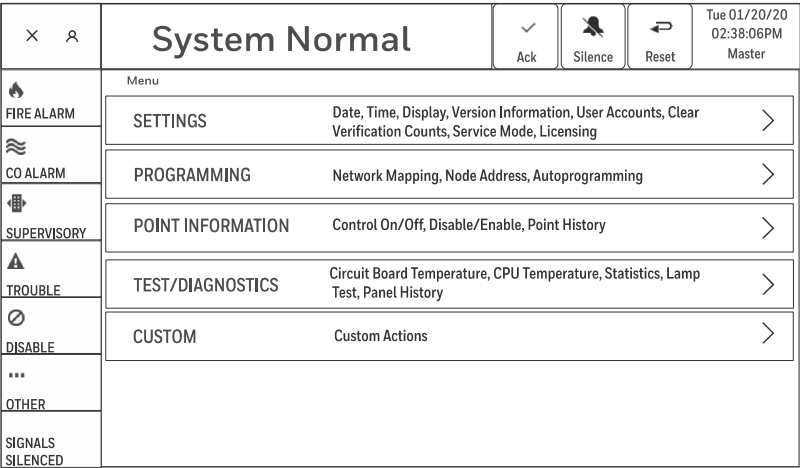 System Normal
Ack
Silence
Reset
Tue 01/20/20
02:38:06PM
Master
Menu
FIRE ALARM
CO ALARM
SUPERVISORY
TROUBLE
DISABLE
OTHER
SIGNALS
SILENCED
SETTINGS
Date, Time, Display, Version Information, User Accounts, Clear
Verification Counts, Service Mode, Licensing
PROGRAMMING
Network Mapping, Node Address, Autoprogramming
POINT INFORMATION
Control On/Off, Disable/Enable, Point History
TEST/DIAGNOSTICS
Circuit Board Temperature, CPU Temperature, Statistics, Lamp
Test, Panel History
CUSTOM
Custom Actions